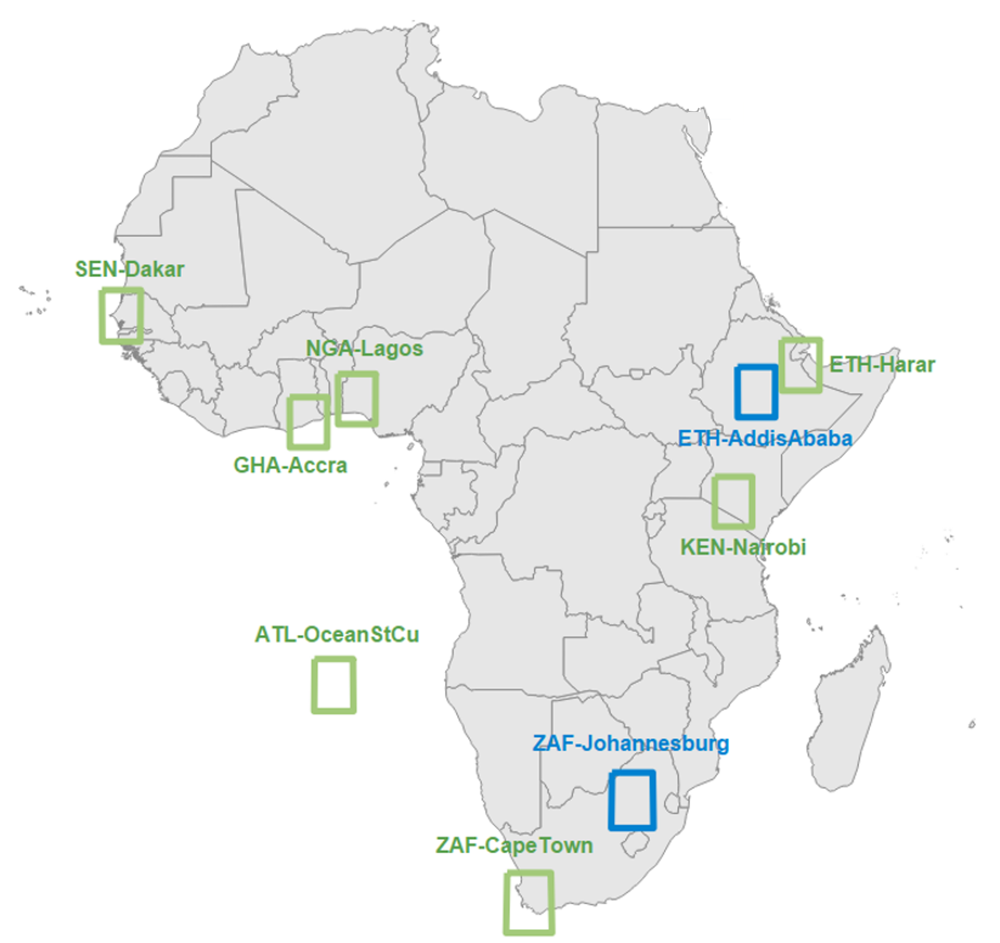 SEN-Dakar
NGA-Lagos
ETH-Harar
ETH-AddisAbaba
GHA-Accra
KEN-Nairobi
ATL-OceanStCu
ZAF-Johannesburg
ZAF-CapeTown